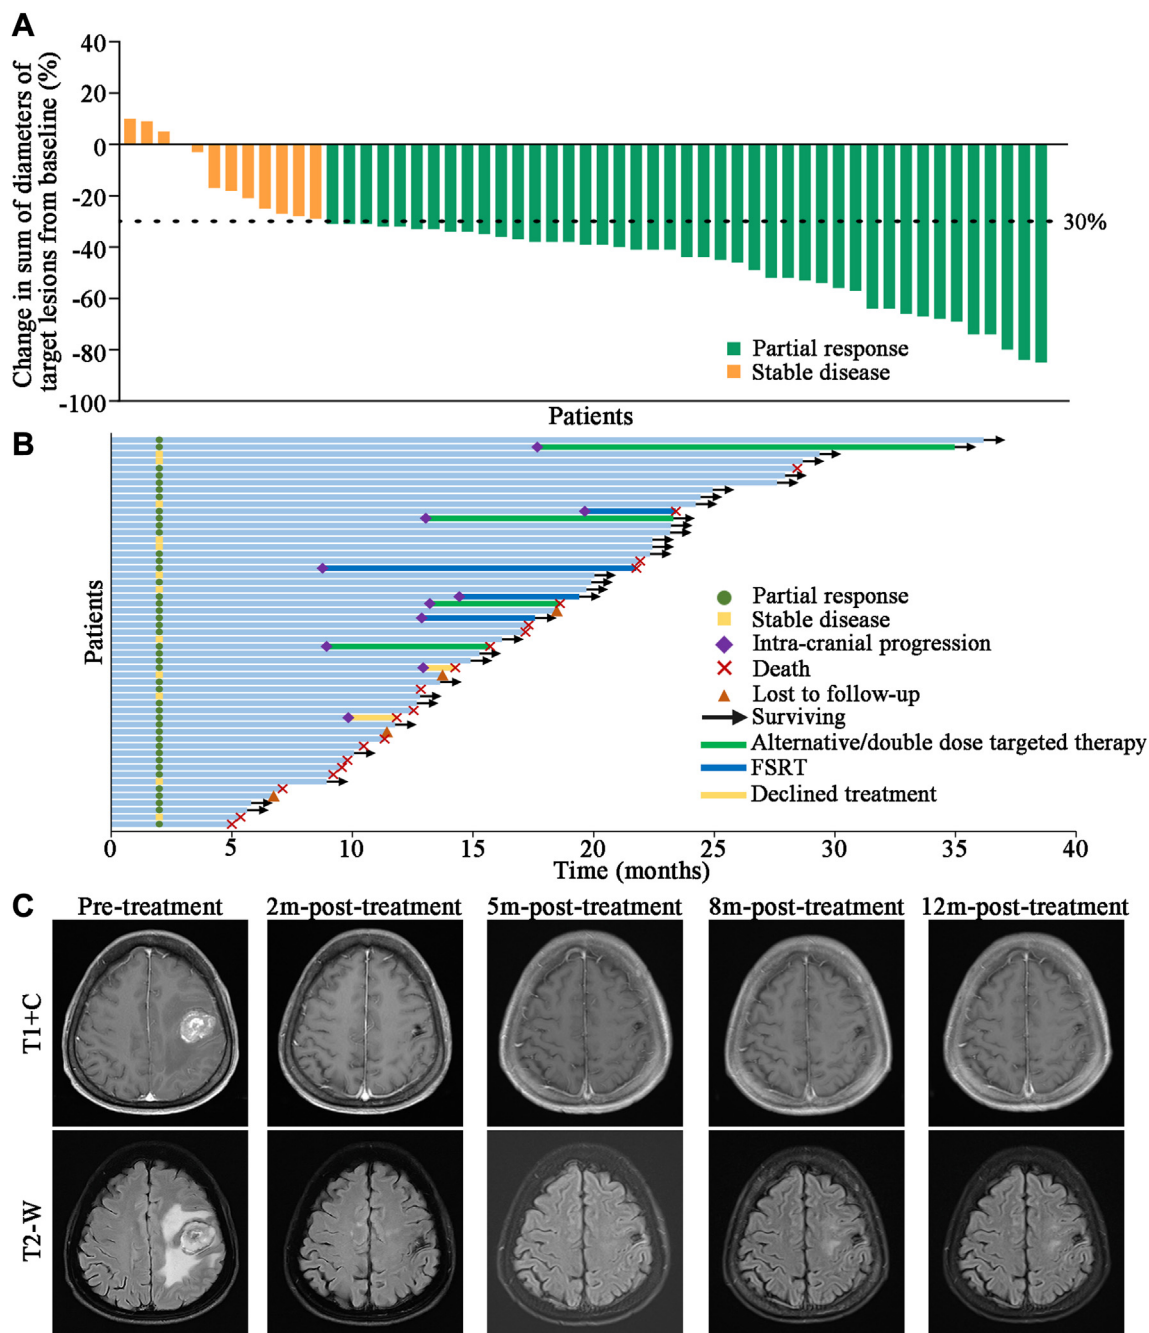 A
Change in sum of diameters of
target lesions from baseline (%)
40
20
0
-20
-40
-60
-80
-100
30%
Partial response
Stable disease
Patients
B
Patients
Partial response
Stable disease
Intra-cranial progression
Death
Lost to follow-up
Surviving
Alternative/double dose targeted therapy
FSRT
Declined treatment
0 5 10 15 20 25 30 35 40
Time (months)
C
Pre-treatment 2m-post-treatment 5m-post-treatment 8m-post-treatment 12m-post-treatment
T1+C
T2-W